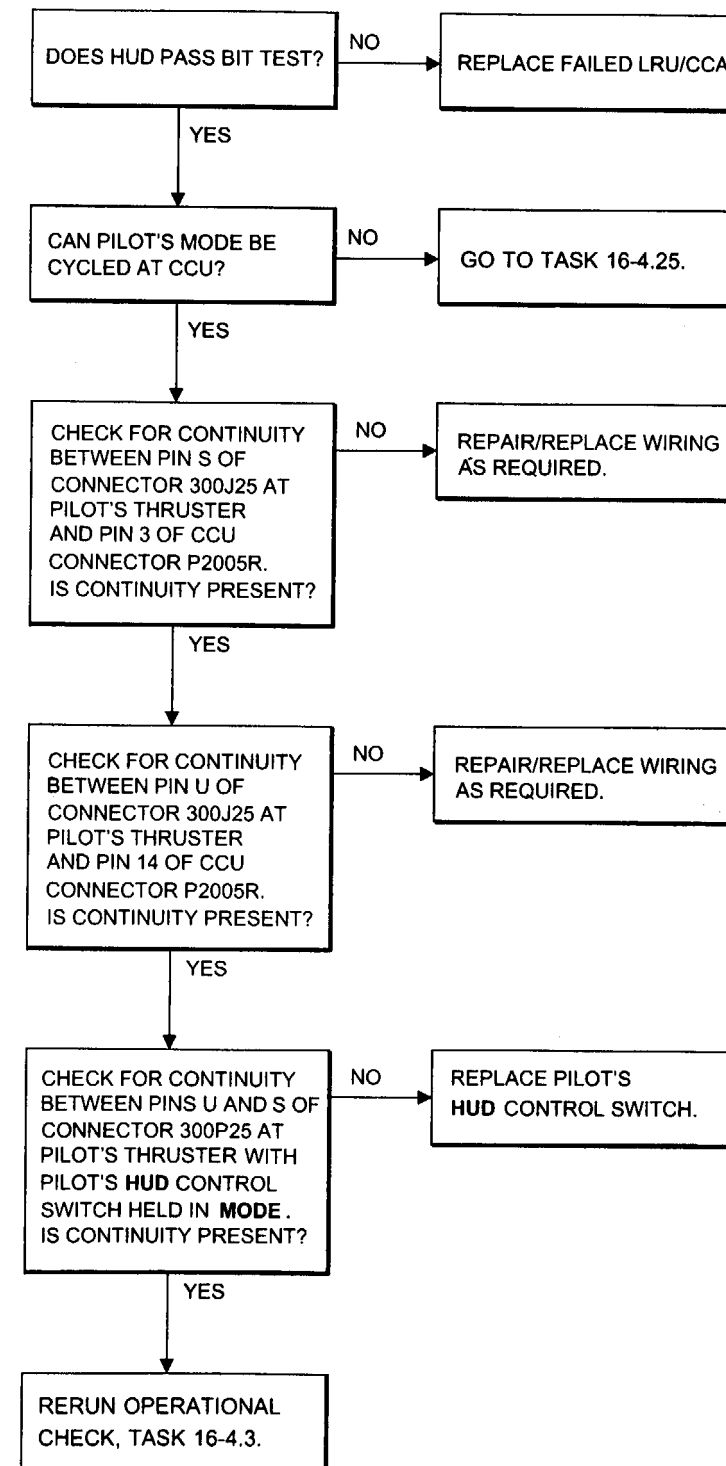 DOES HUD PASS BIT TEST?
NO
REPLACE FAILED LRU/CCA
YES
CAN PILOT'S MODE BE
CYCLED AT CCU?
NO
GO TO TASK 16-4.25.
YES
CHECK FOR CONTINUITY
BETWEEN PIN S OF
CONNECTOR 300J25 AT
PILOT'S THRUSTER
AND PIN 3 OF CCU
CONNECTOR P2005R.
IS CONTINUITY PRESENT?
NO
REPAIR/REPLACE WIRING
AS REQUIRED.
YES
CHECK FOR CONTINUITY
BETWEEN PIN U OF
CONNECTOR 300J25 AT
PILOT'S THRUSTER
AND PIN 14 OF CCU
CONNECTOR P2005R.
IS CONTINUITY PRESENT?
NO
REPAIR/REPLACE WIRING
AS REQUIRED.
YES
CHECK FOR CONTINUITY
BETWEEN PINS U AND S OF
CONNECTOR 300P25 AT
PILOT'S THRUSTER WITH
PILOT'S HUD CONTROL
SWITCH HELD IN MODE.
IS CONTINUITY PRESENT?
NO
REPLACE PILOT'S
HUD CONTROL SWITCH.
YES
RERUN OPERATIONAL
CHECK, TASK 16-4.3.